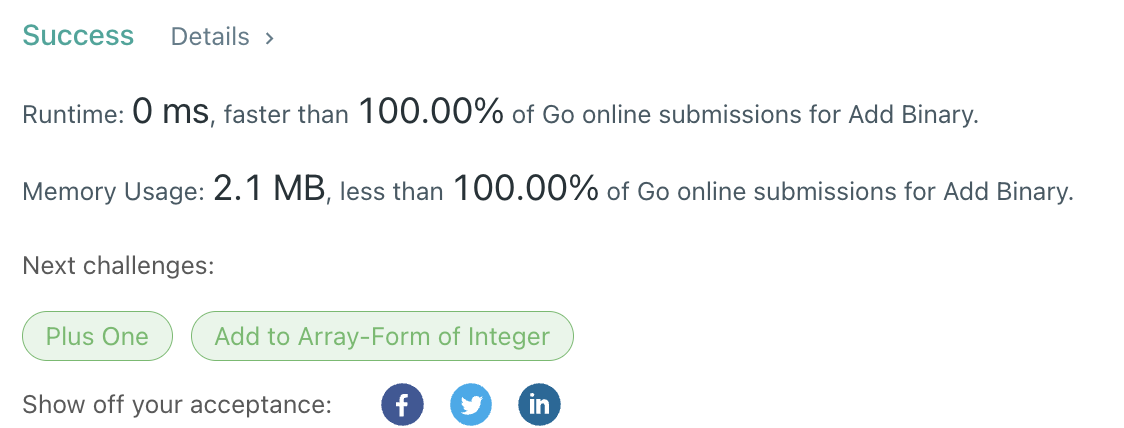 Success Details >
Runtime: 0 ms, faster than 100.00% of Go online submissions for Add Binary.
Memory Usage: 2.1 MB, less than 100.00% of Go online submissions for Add Binary.
Next challenges:
Plus One Add to Array-Form of Integer
Show off your acceptance: f in